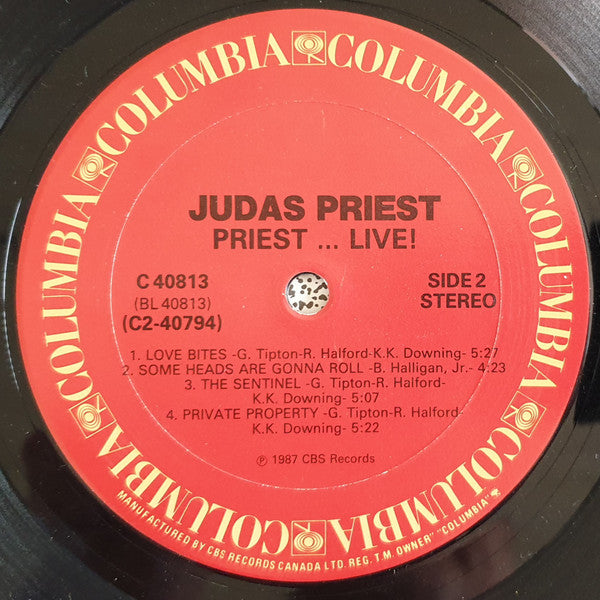 COLUMBIA COLUMBIA COLUMBIA COLUMBIA COLUMBIA COLUMBIA
JUDAS PRIEST
PRIEST ... LIVE!
C 40813
(BL 40813)
(C2-40794)
SIDE 2
STEREO
1. LOVE BITES -G. Tipton-R. Halford-K.K. Downing- 5:27
2. SOME HEADS ARE GONNA ROLL -B. Halligan, Jr.- 4:23
3. THE SENTINEL -G. Tipton-R. Halford-
K.K. Downing- 5:07
4. PRIVATE PROPERTY -G. Tipton-R. Halford-
K.K. Downing- 5:22
℗ 1987 CBS Records
MANUFACTURED BY CBS RECORDS CANADA LTD. REG. T.M. OWNER "COLUMBIA"